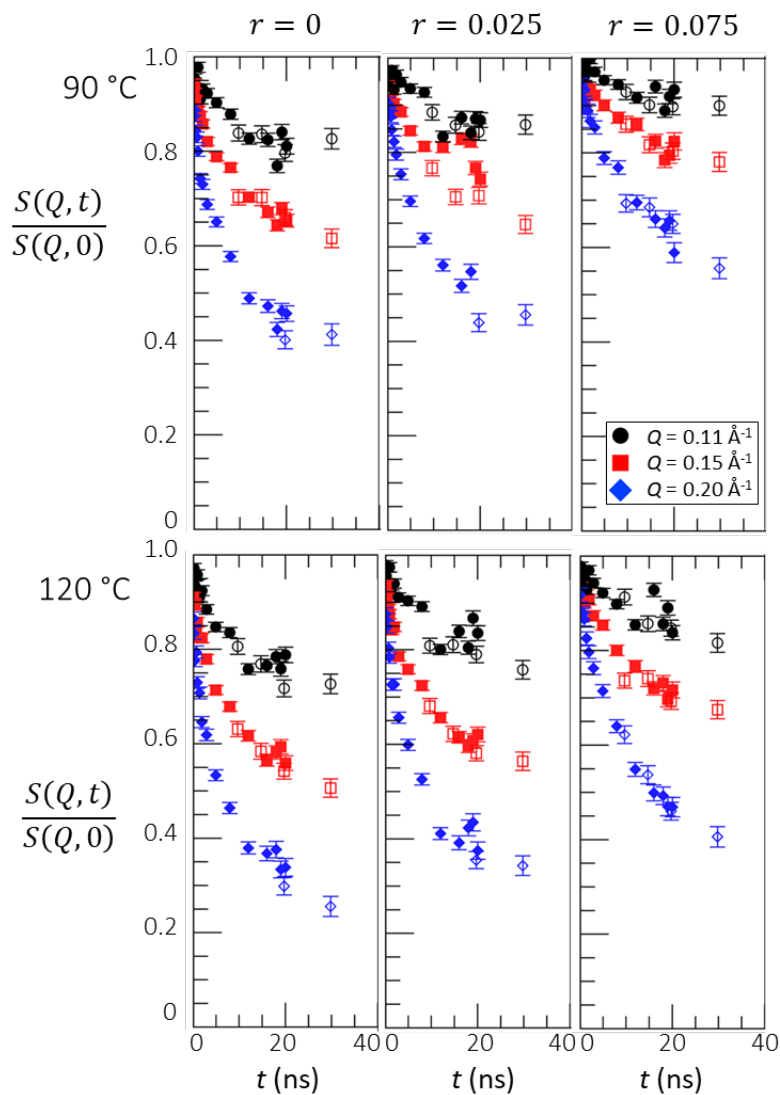 r = 0 r = 0.025 r = 0.075
90 °C
1.0
0.8
S(Q, t)
S(Q, 0)
0.6
0.4
0.2
0
Q = 0.11 Å-1
Q = 0.15 Å-1
Q = 0.20 Å-1
120 °C
1.0
0.8
0.6
S(Q, t)
S(Q, 0)
0.4
0.2
0
0 20 40 0 20 40 0 20 40
t (ns) t (ns) t (ns)